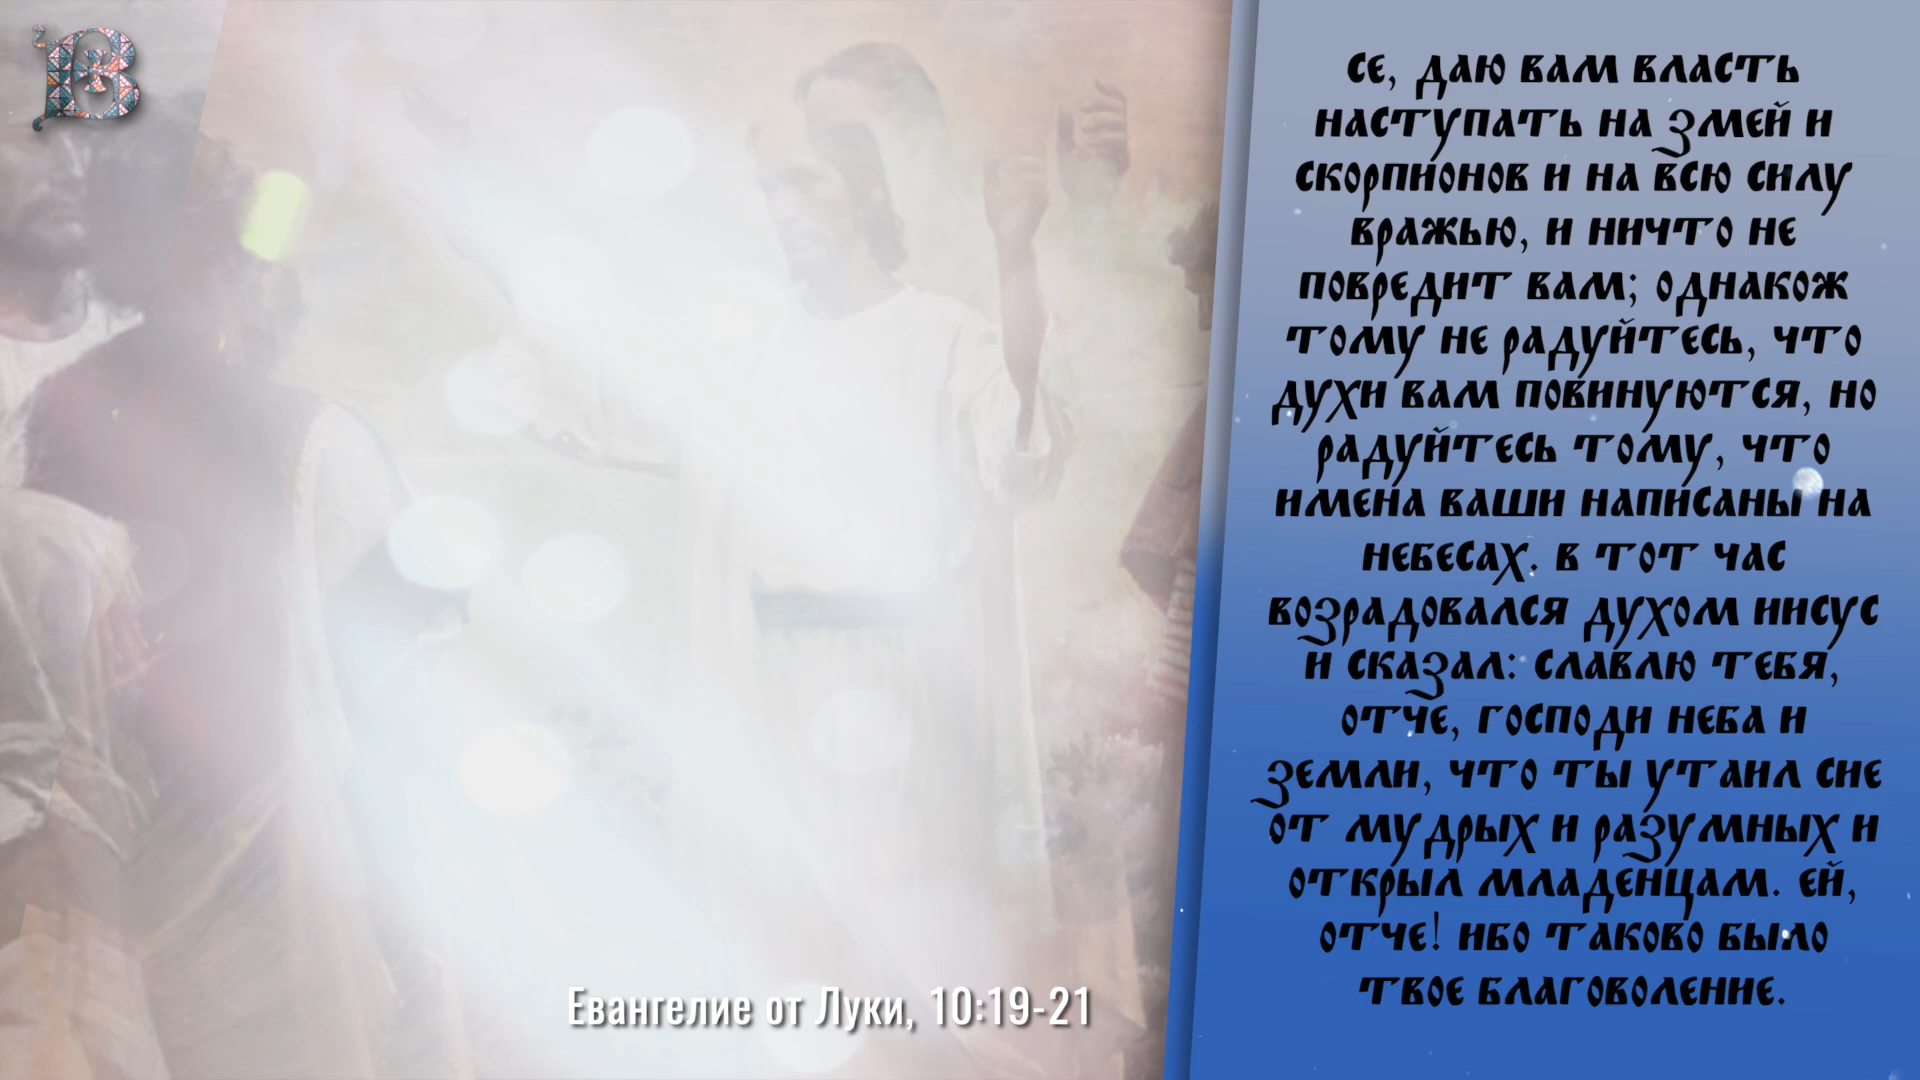 се, даю вам власть
наступать на змей и
скорпионов и на всю силу
вражью, и ничто не
повредит вам; однакож
тому не радуйтесь, что
духи вам повинуются, но
радуйтесь тому, что
имена ваши написаны на
небесах. в тот час
возрадовался духом иисус
и сказал: славлю тебя,
отче, господи неба и
земли, что ты утаил сие
от мудрых и разумных и
открыл младенцам. ей,
отче! ибо таково было
твое благоволение.
Евангелие от Луки, 10:19-21